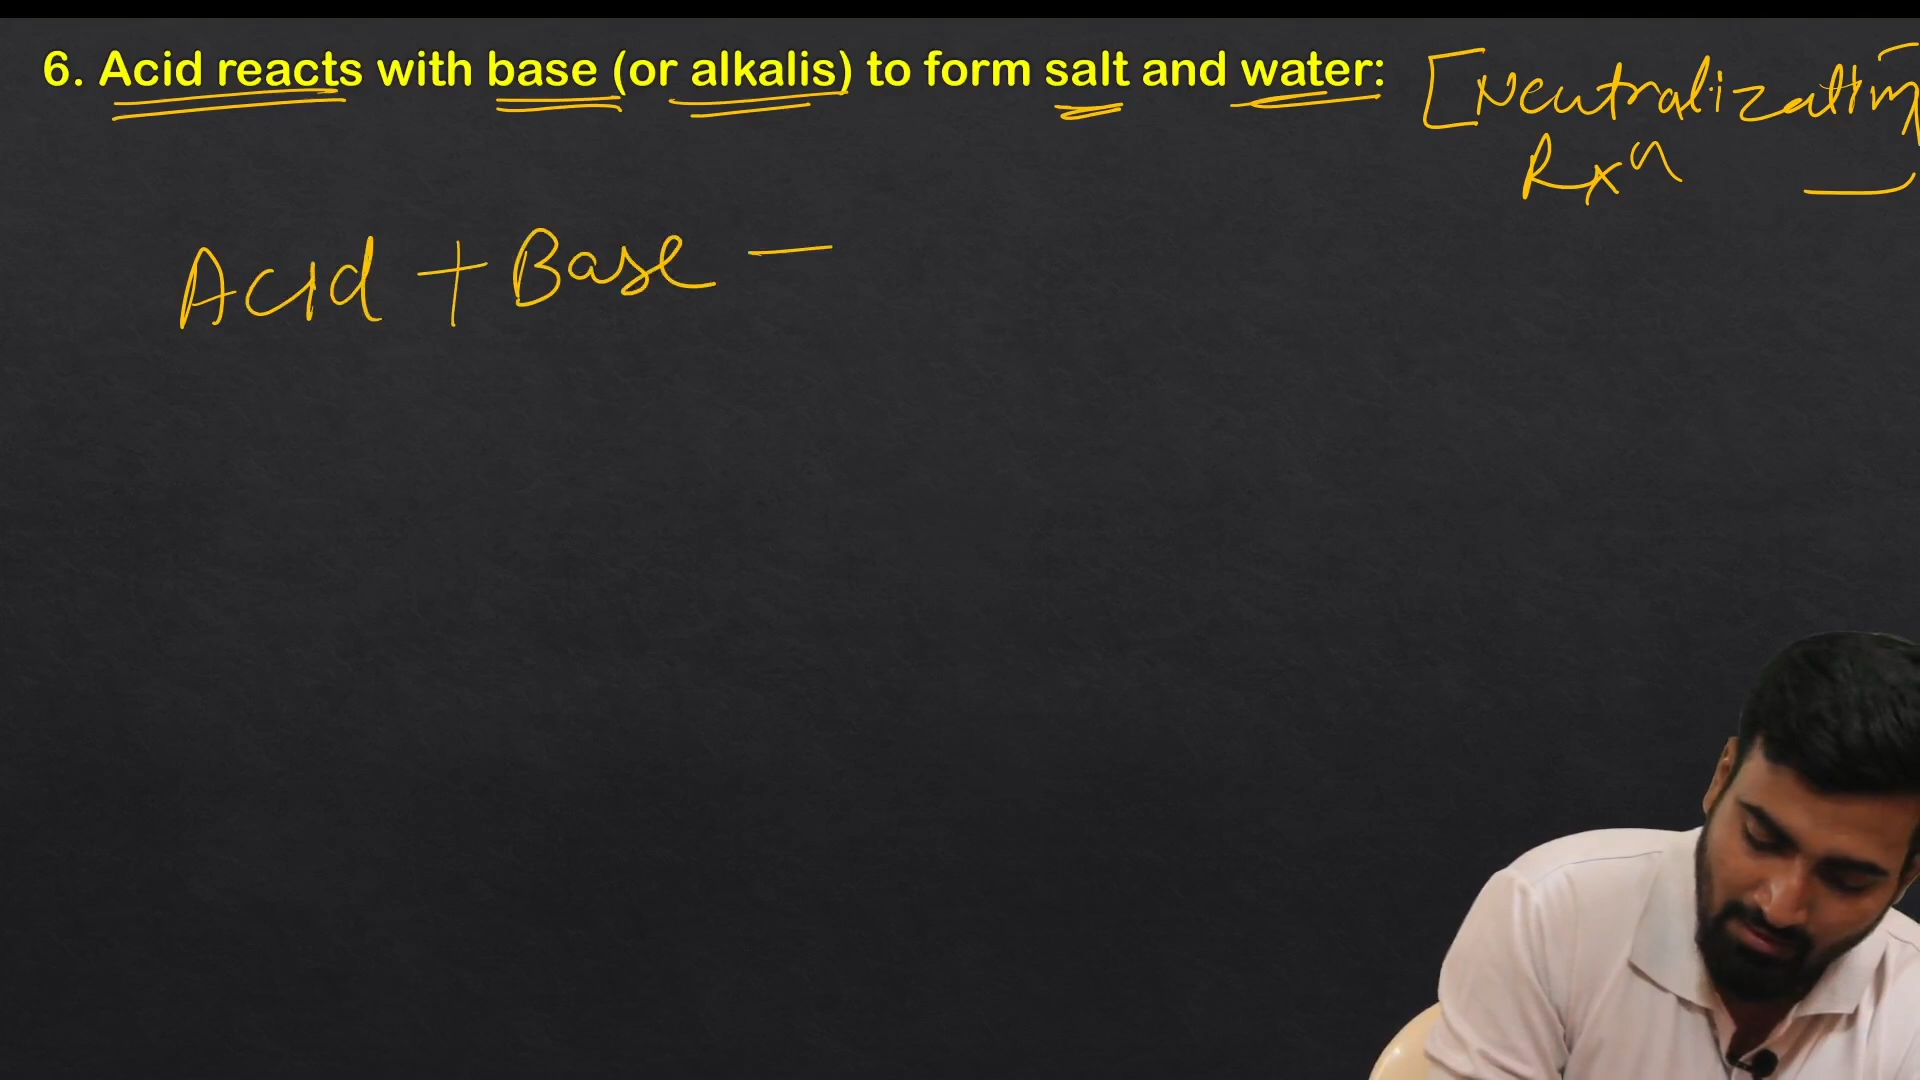 6. Acid reacts with base (or alkalis) to form salt and water: [Neutralization
Rxn
Acid + Base —